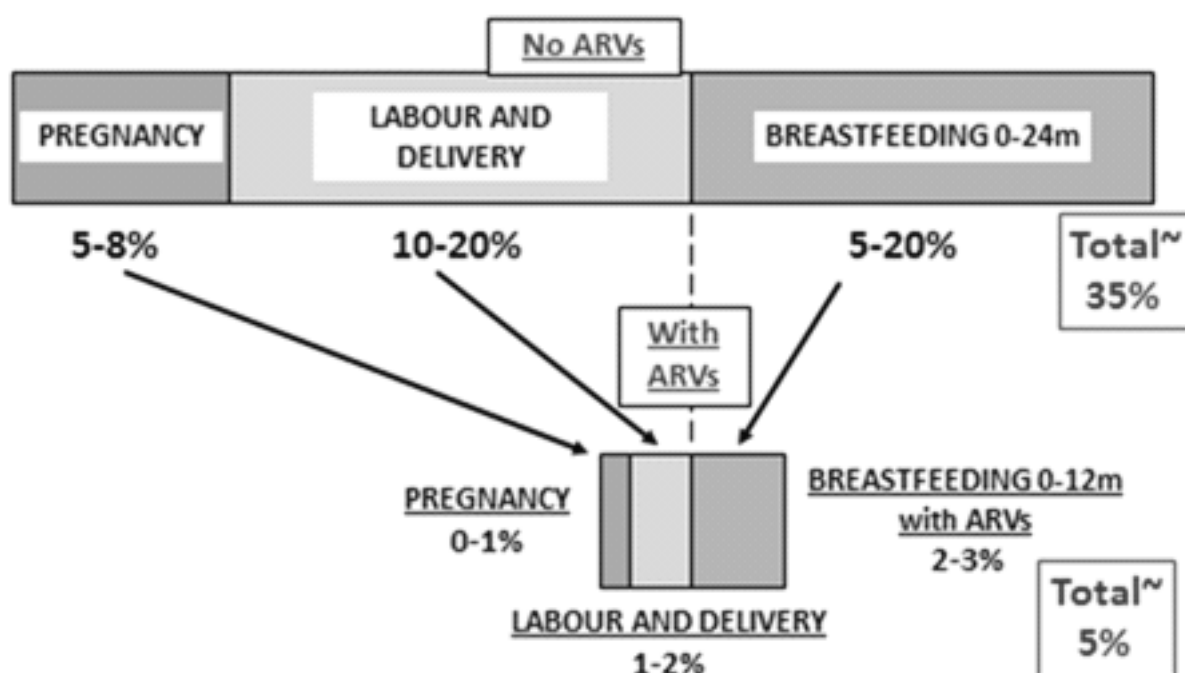 No ARVs
PREGNANCY
LABOUR AND
DELIVERY
BREASTFEEDING 0-24m
5-8%
10-20%
5-20%
Total~
35%
With
ARVs
PREGNANCY
0-1%
BREASTFEEDING 0-12m
with ARVs
2-3%
LABOUR AND DELIVERY
1-2%
Total~
5%